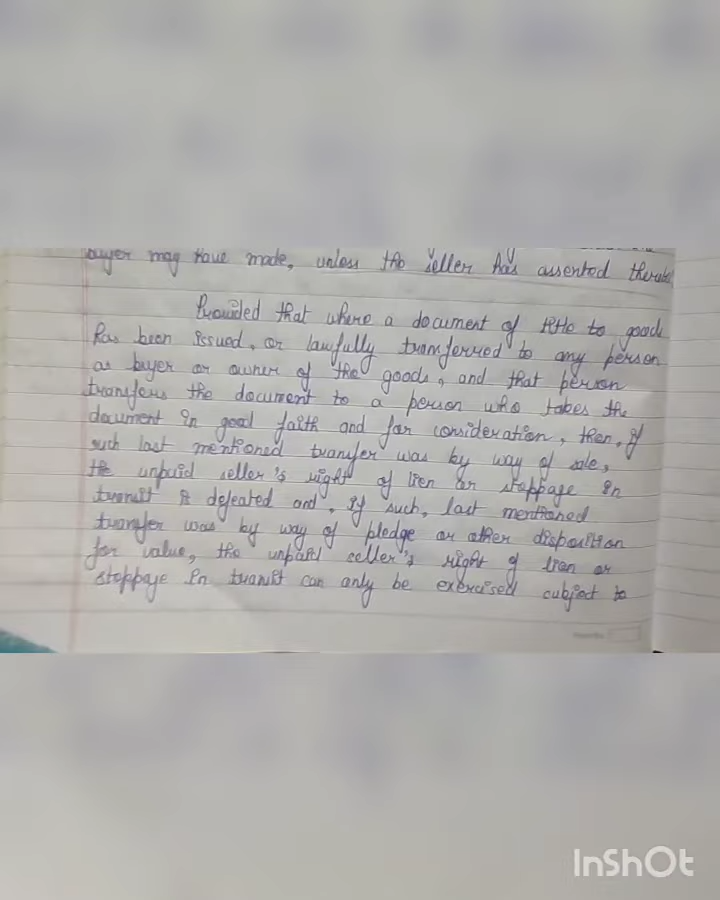 buyer may have made, unless the seller has assented thereto
Provided that where a document of title to goods
has been issued, or lawfully transferred to any person
as buyer or owner of the goods, and that person
transfers the document to a person who takes the
document in good faith and for consideration, then, if
such last mentioned transfer was by way of sale,
the unpaid seller's right of lien or stoppage in
transit is defeated and, if such, last mentioned
transfer was by way of pledge or other disposition
for value, the unpaid seller's right of lien or
stoppage in transit can only be exercised subject to
InShOt